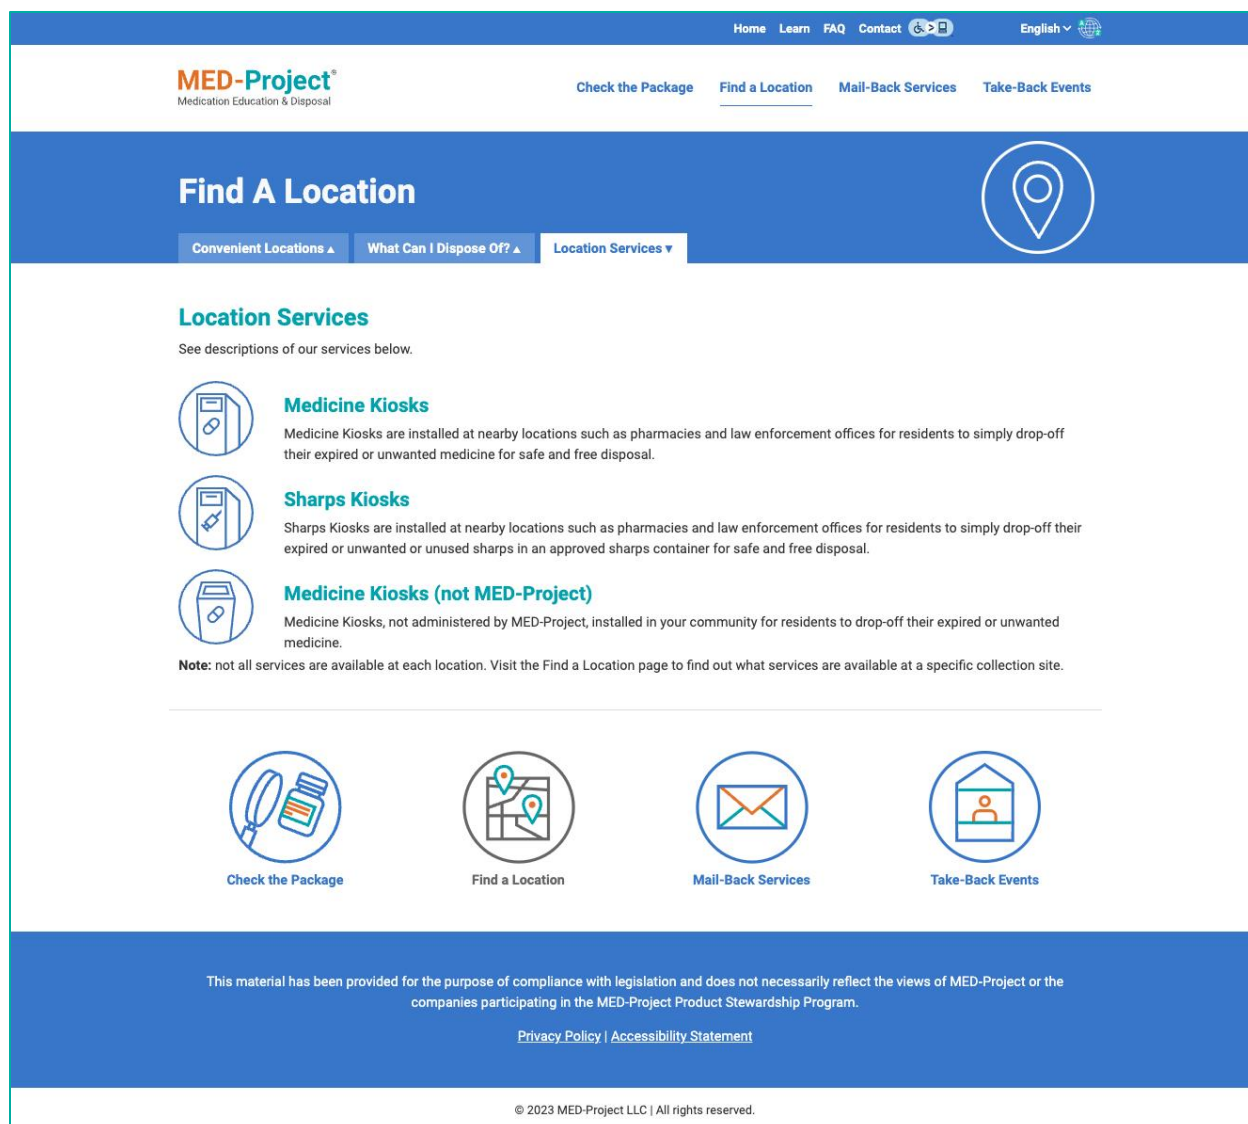 Home Learn FAQ Contact English
MED-Project®
Medication Education & Disposal
Check the Package Find a Location Mail-Back Services Take-Back Events
Find A Location
Convenient Locations ▴ What Can I Dispose Of? ▴ Location Services ▾
Location Services
See descriptions of our services below.
Medicine Kiosks
Medicine Kiosks are installed at nearby locations such as pharmacies and law enforcement offices for residents to simply drop-off
their expired or unwanted medicine for safe and free disposal.
Sharps Kiosks
Sharps Kiosks are installed at nearby locations such as pharmacies and law enforcement offices for residents to simply drop-off their
expired or unwanted or unused sharps in an approved sharps container for safe and free disposal.
Medicine Kiosks (not MED-Project)
Medicine Kiosks, not administered by MED-Project, installed in your community for residents to drop-off their expired or unwanted
medicine.
Note: not all services are available at each location. Visit the Find a Location page to find out what services are available at a specific collection site.
Check the Package Find a Location Mail-Back Services Take-Back Events
This material has been provided for the purpose of compliance with legislation and does not necessarily reflect the views of MED-Project or the
companies participating in the MED-Project Product Stewardship Program.
Privacy Policy | Accessibility Statement
© 2023 MED-Project LLC | All rights reserved.